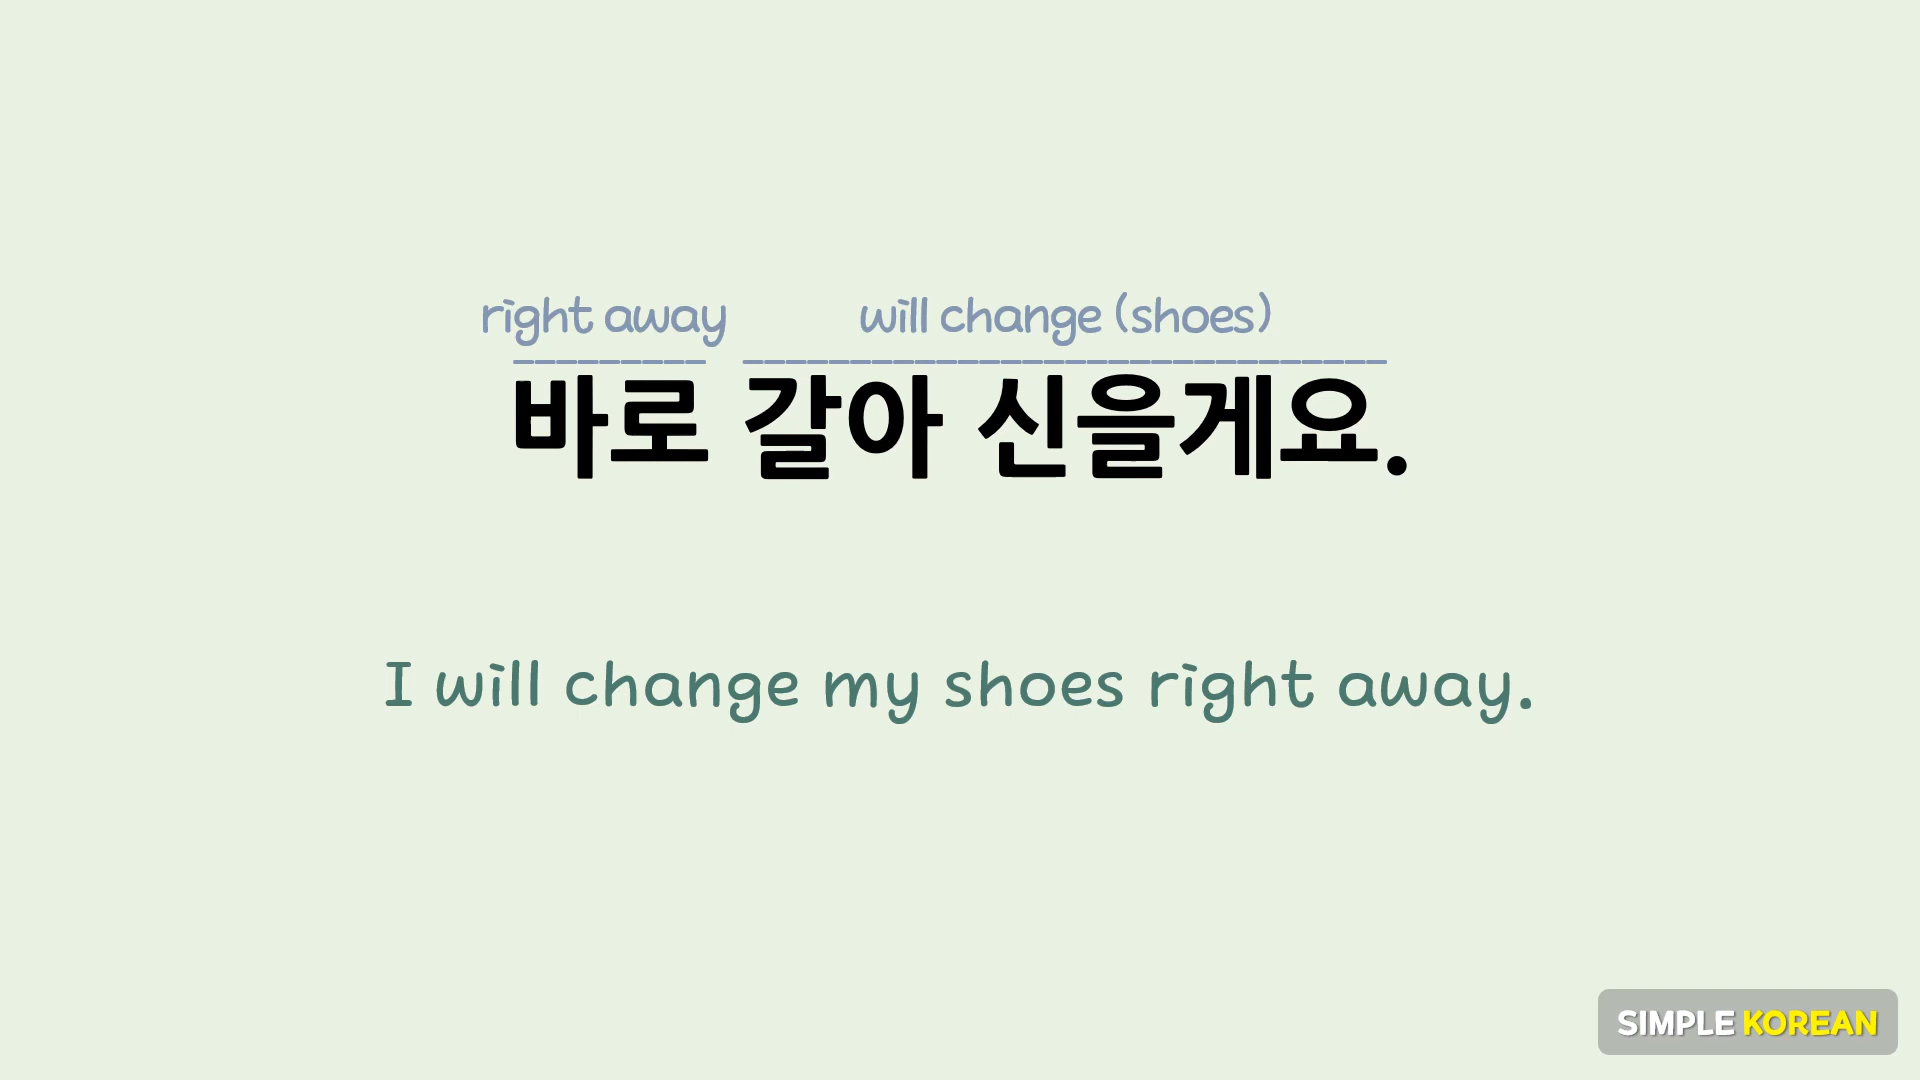 right away will change (shoes)
바로 갈아 신을게요.
I will change my shoes right away.
SIMPLE KOREAN